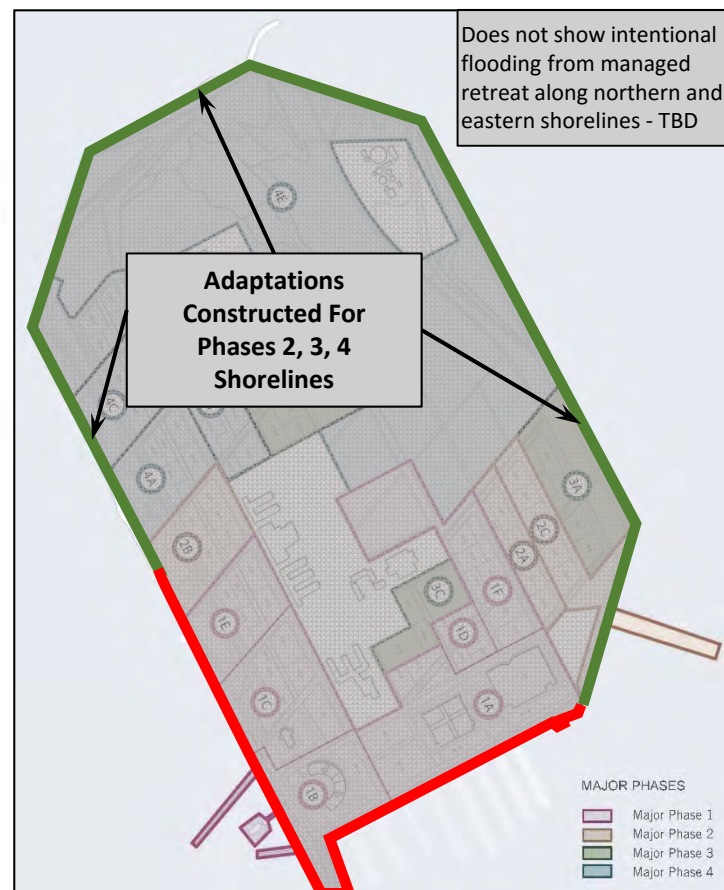 Does not show intentional
flooding from managed
retreat along northern and
eastern shorelines - TBD
4E
Adaptations
Constructed For
Phases 2, 3, 4
Shorelines
4C
4A
3A
2B
2C
2A
1E
1F
3C
1D
1C
1A
1B
MAJOR PHASES
Major Phase 1
Major Phase 2
Major Phase 3
Major Phase 4